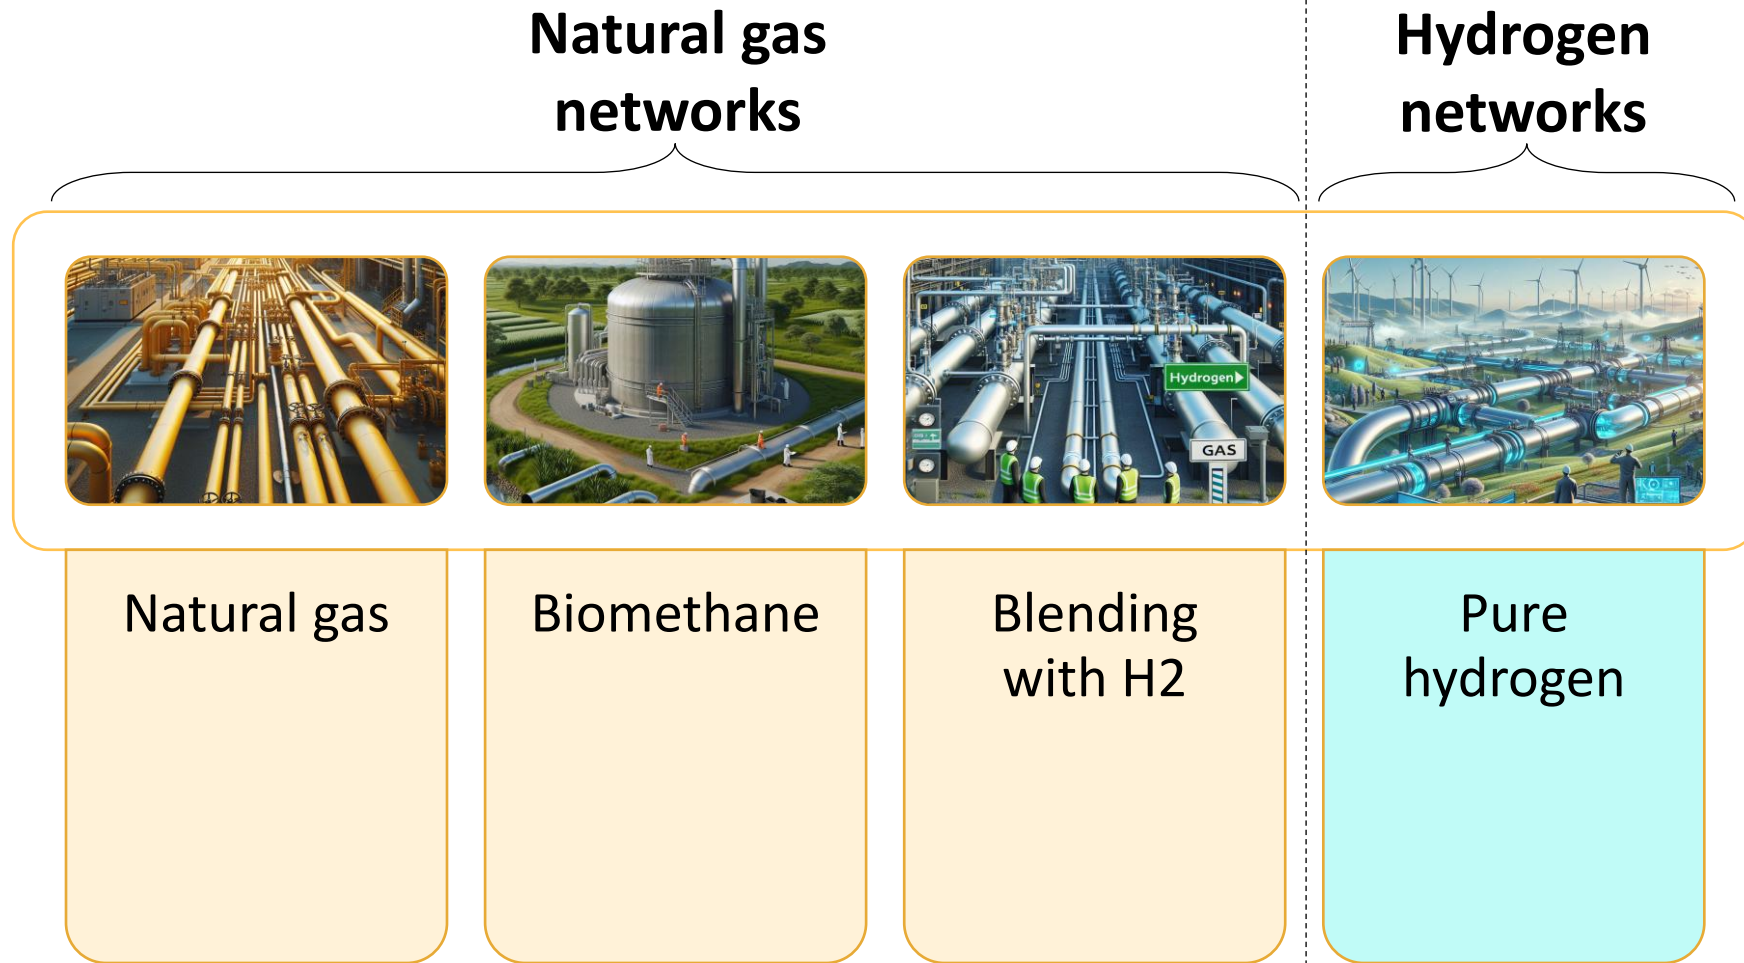 Natural gas
networks
Hydrogen
networks
Hydrogen
GAS
Natural gas
Biomethane
Blending
with H2
Pure
hydrogen